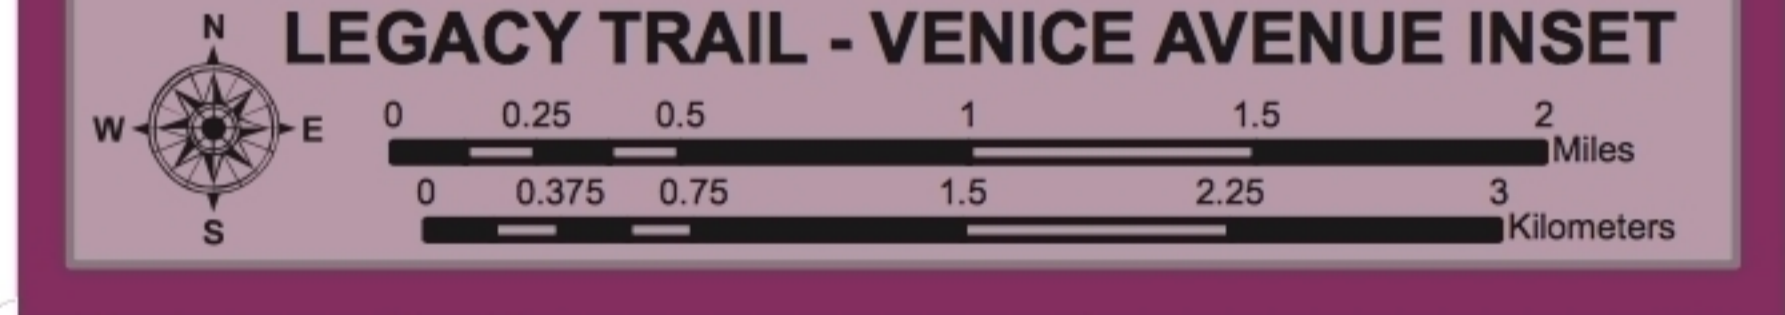 N
LEGACY TRAIL - VENICE AVENUE INSET
0 0.25 0.5 1 1.5 2
W E
Miles
0 0.375 0.75 1.5 2.25 3
S
Kilometers